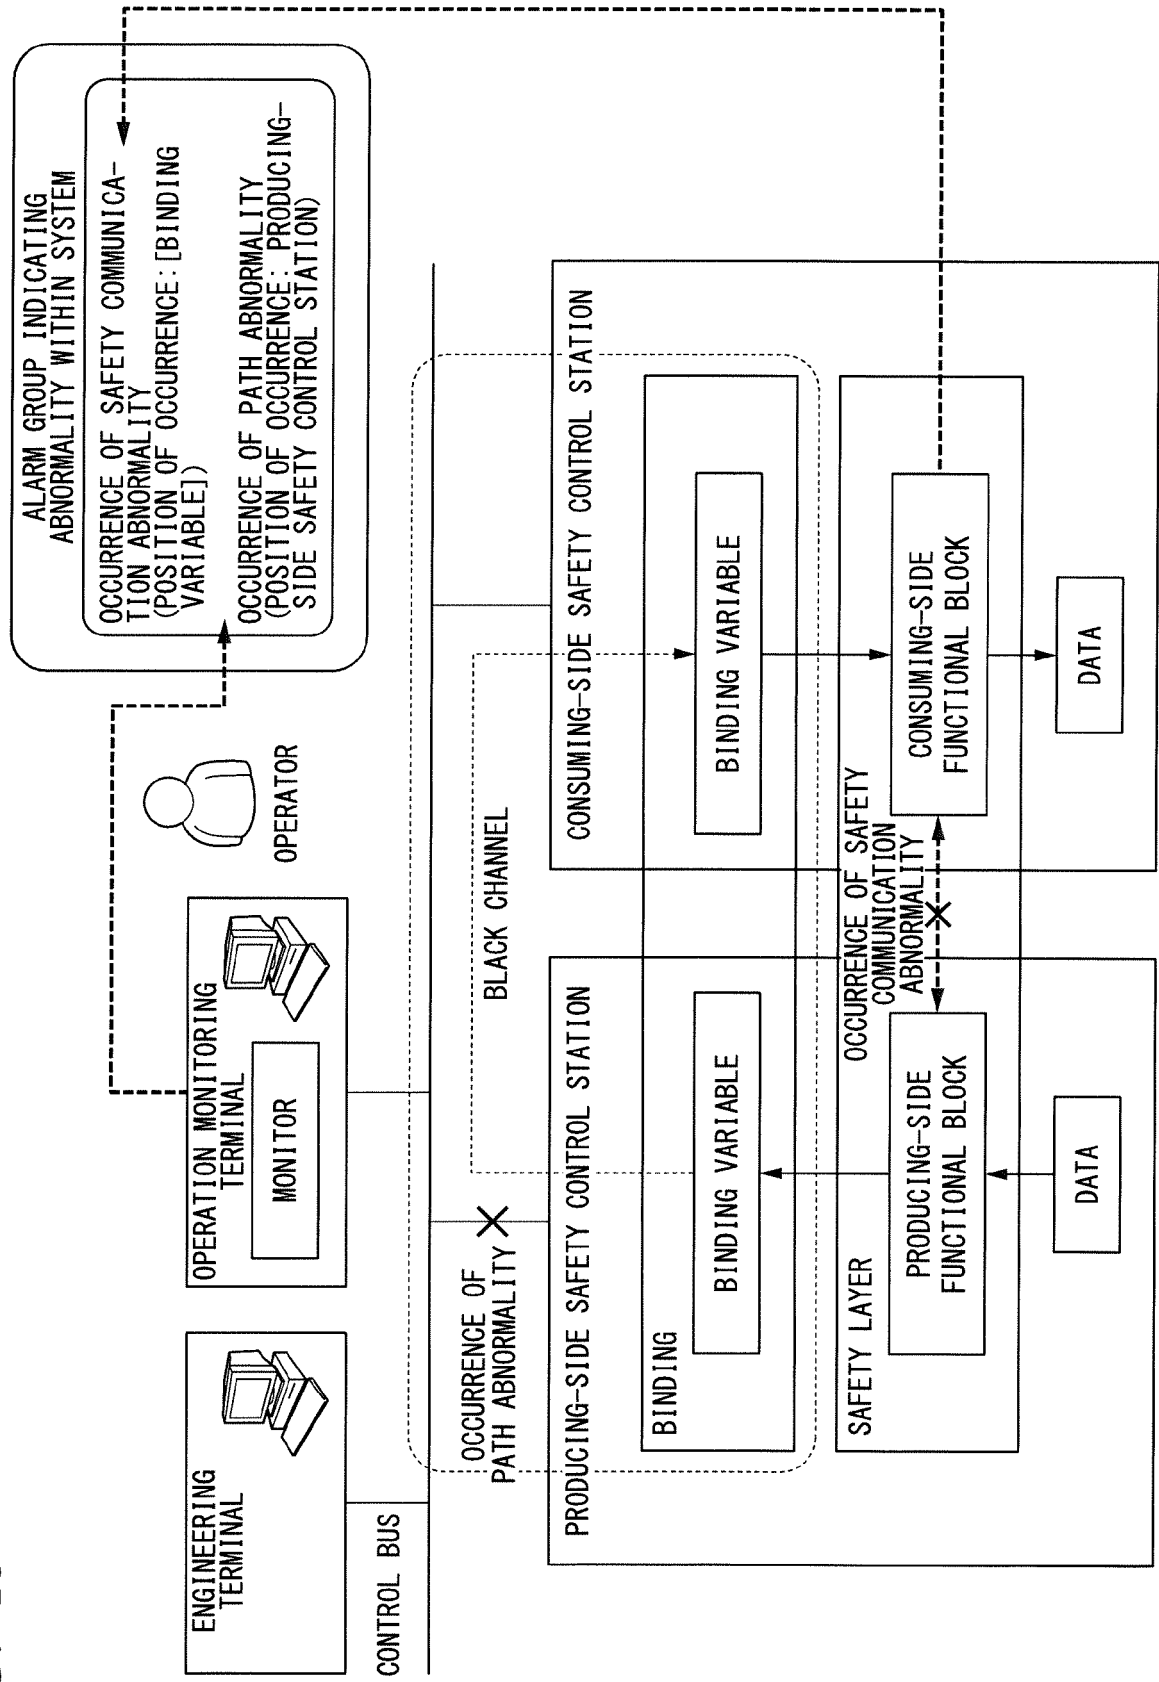 ALARM GROUP INDICATING
ABNORMALITY WITHIN SYSTEM
OCCURRENCE OF SAFETY COMMUNICA-
TION ABNORMALITY
(POSITION OF OCCURRENCE:[BINDING
VARIABLE])
OCCURRENCE OF PATH ABNORMALITY
(POSITION OF OCCURRENCE: PRODUCING-
SIDE SAFETY CONTROL STATION)
ENGINEERING
TERMINAL
OPERATION MONITORING
TERMINAL
MONITOR
OPERATOR
CONTROL BUS
OCCURRENCE OF
PATH ABNORMALITY
BLACK CHANNEL
PRODUCING-SIDE SAFETY CONTROL STATION
CONSUMING-SIDE SAFETY CONTROL STATION
BINDING
BINDING VARIABLE
BINDING VARIABLE
SAFETY LAYER
OCCURRENCE OF SAFETY
COMMUNICATION
ABNORMALITY
PRODUCING-SIDE
FUNCTIONAL BLOCK
CONSUMING-SIDE
FUNCTIONAL BLOCK
DATA
DATA